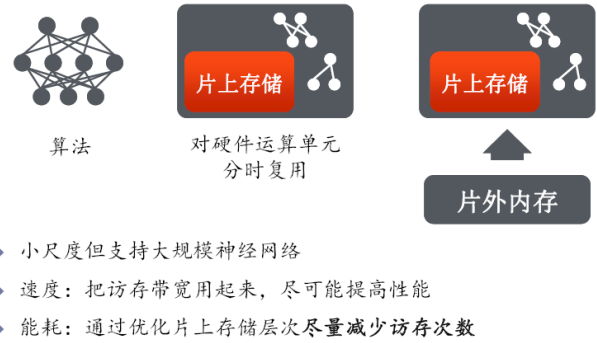 片上存储
片上存储
算法
对硬件运算单元
分时复用
片外内存
小尺度但支持大规模神经网络
速度：把访存带宽用起来，尽可能提高性能
能耗：通过优化片上存储层次尽量减少访存次数